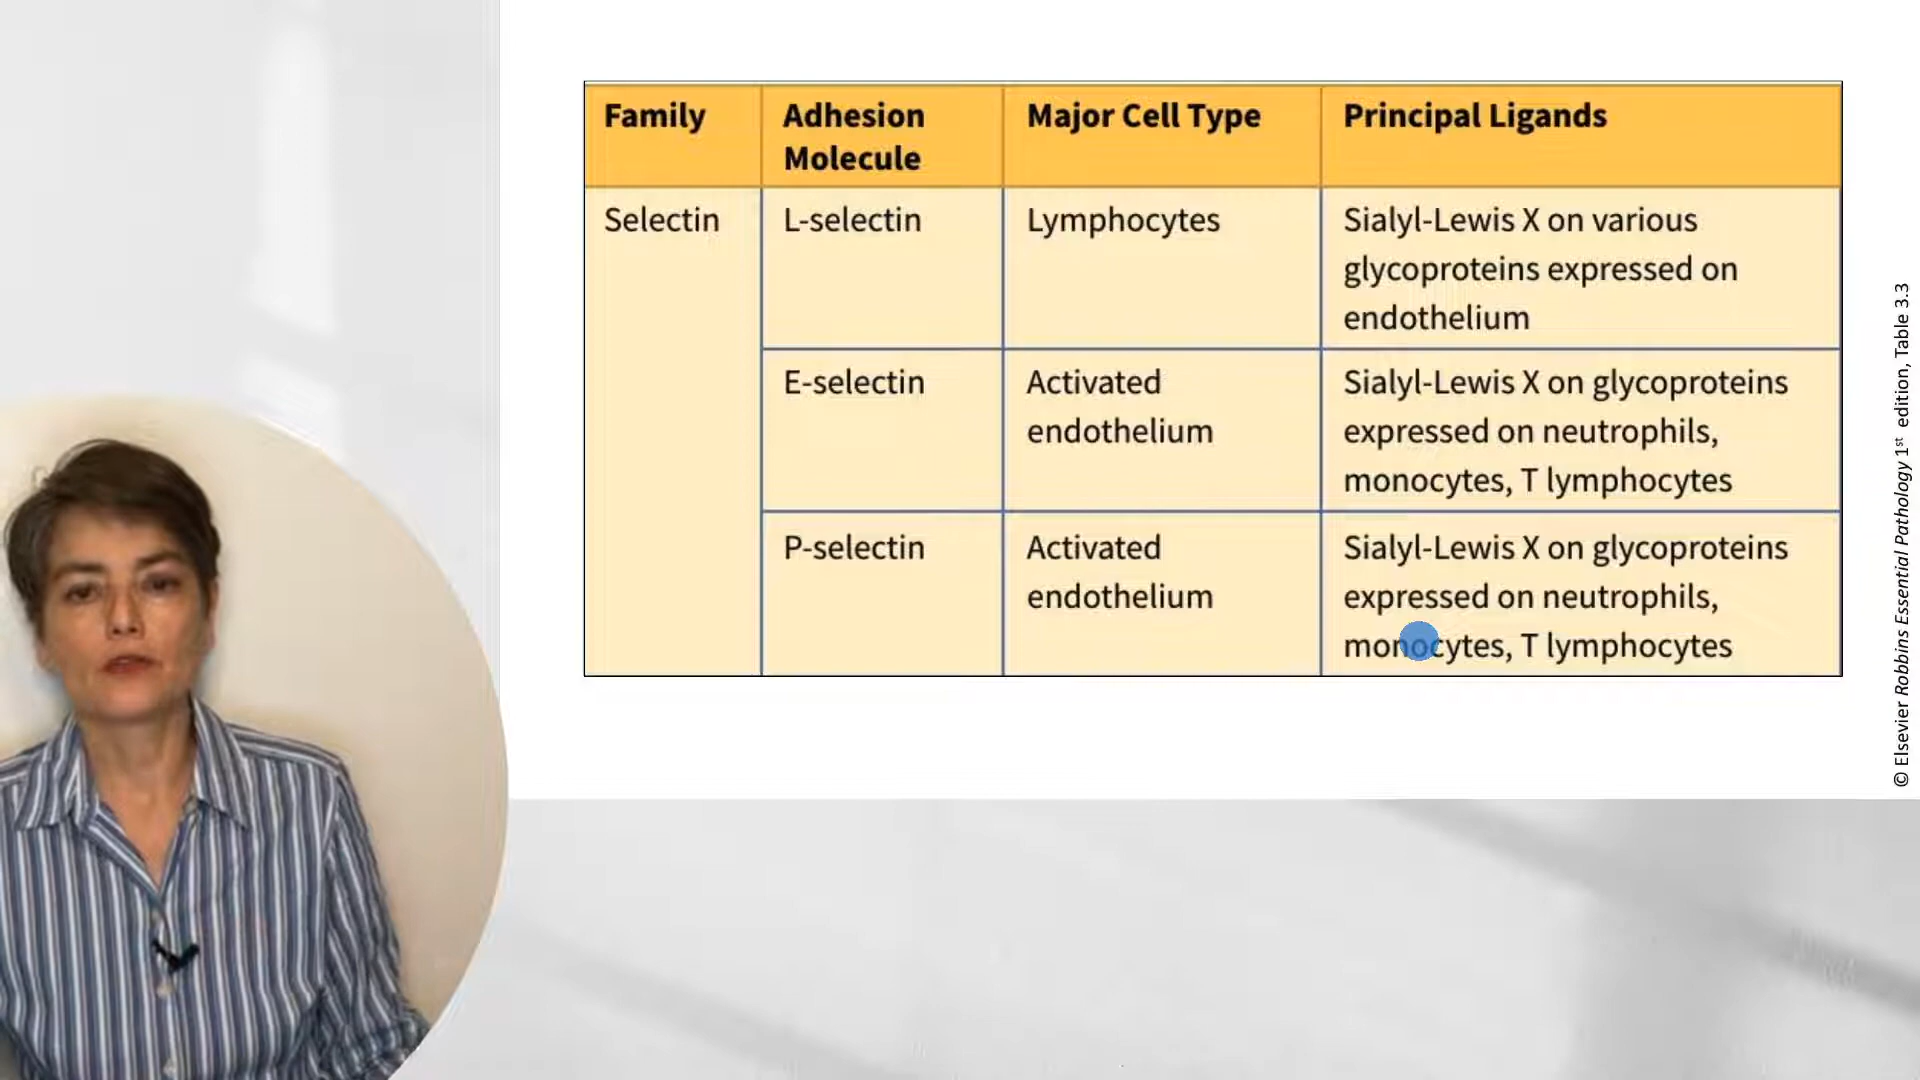 Family
Adhesion
Molecule
Major Cell Type
Principal Ligands
Selectin
L-selectin
Lymphocytes
Sialyl-Lewis X on various
glycoproteins expressed on
endothelium
E-selectin
Activated
endothelium
Sialyl-Lewis X on glycoproteins
expressed on neutrophils,
monocytes, T lymphocytes
P-selectin
Activated
endothelium
Sialyl-Lewis X on glycoproteins
expressed on neutrophils,
monocytes, T lymphocytes
© Elsevier Robbins Essential Pathology 1st edition, Table 3.3